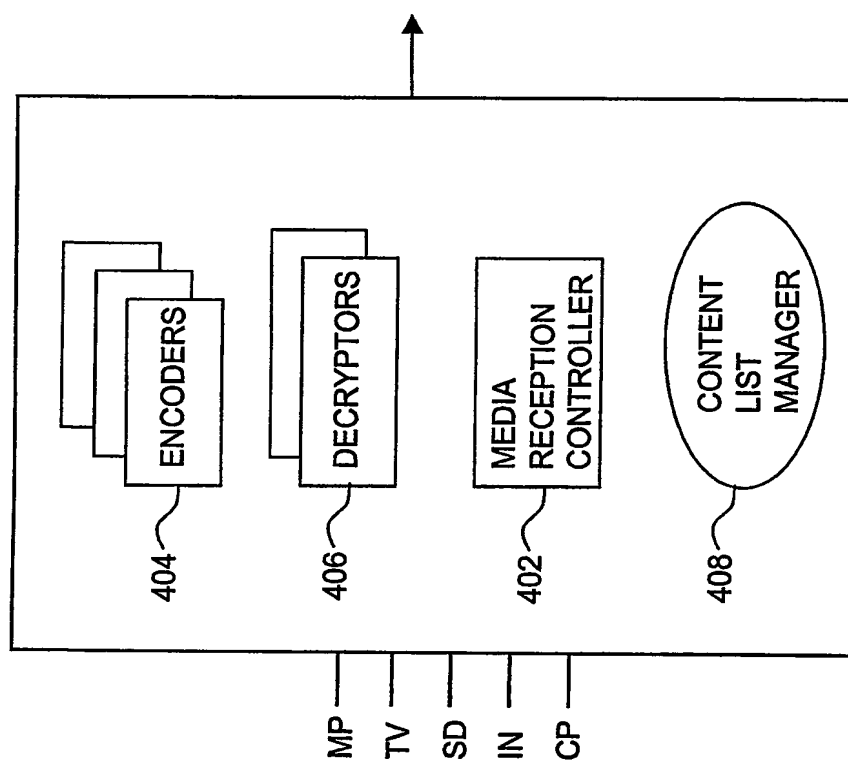 ENCODERS
404
DECRYPTORS
406
MEDIA
RECEPTION
CONTROLLER
402
CONTENT
LIST
MANAGER
408
MP
TV
SD
IN
CP